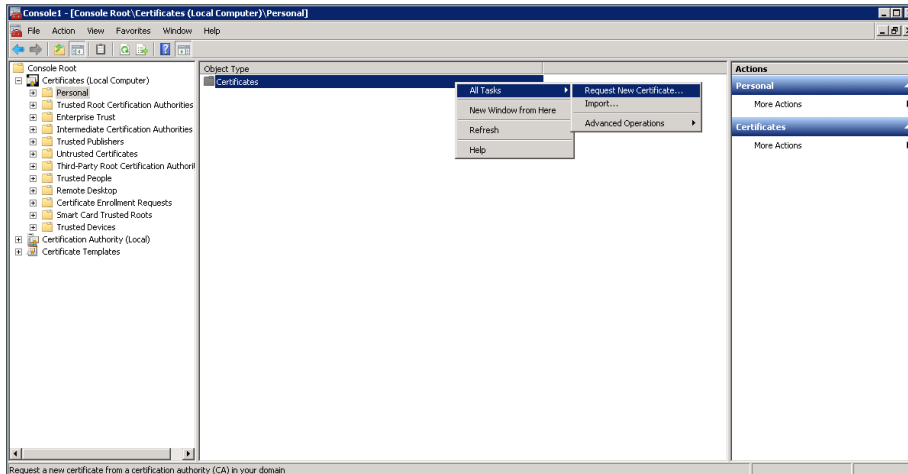 Console1 - [Console Root\Certificates (Local Computer)\Personal]
File Action View Favorites Window Help
Console Root
Certificates (Local Computer)
Personal
Trusted Root Certification Authorities
Enterprise Trust
Intermediate Certification Authorities
Trusted Publishers
Untrusted Certificates
Third-Party Root Certification Authorit
Trusted People
Remote Desktop
Certificate Enrollment Requests
Smart Card Trusted Roots
Trusted Devices
Certification Authority (Local)
Certificate Templates
Object Type
Certificates
All Tasks
New Window from Here
Refresh
Help
Request New Certificate...
Import...
Advanced Operations
Actions
Personal
More Actions
Certificates
More Actions
Request a new certificate from a certification authority (CA) in your domain